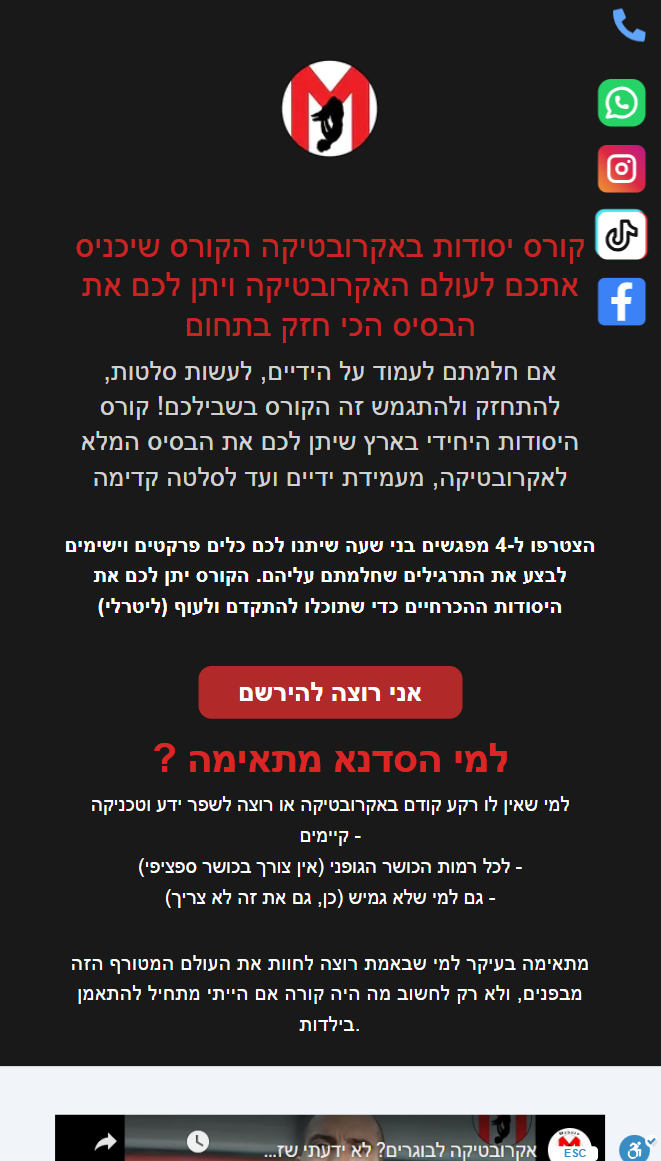 קורס יסודות באקרובטיקה הקורס שיכניס
אתכם לעולם האקרובטיקה ויתן לכם את
הבסיס הכי חזק בתחום
אם חלמתם לעמוד על הידיים, לעשות סלטות,
להתחזק ולהתגמש זה הקורס בשבילכם! קורס
היסודות היחידי בארץ שיתן לכם את הבסיס המלא
לאקרובטיקה, מעמידת ידיים ועד לסלטה קדימה
הצטרפו ל-4 מפגשים בני שעה שיתנו לכם כלים פרקטים וישימים
לבצע את התרגילים שחלמתם עליהם. הקורס יתן לכם את
היסודות ההכרחיים כדי שתוכלו להתקדם ולעוף (ליטרלי)
אני רוצה להירשם
למי הסדנא מתאימה ?
למי שאין לו רקע קודם באקרובטיקה או רוצה לשפר ידע וטכניקה
קיימים -
לכל רמות הכושר הגופני (אין צורך בכושר ספציפי) -
גם למי שלא גמיש (כן, גם את זה לא צריך) -
מתאימה בעיקר למי שבאמת רוצה לחוות את העולם המטורף הזה
מבפנים, ולא רק לחשוב מה היה קורה אם הייתי מתחיל להתאמן
בילדות.
אקרובטיקה לבוגרים? לא ידעתי שז...
ESC